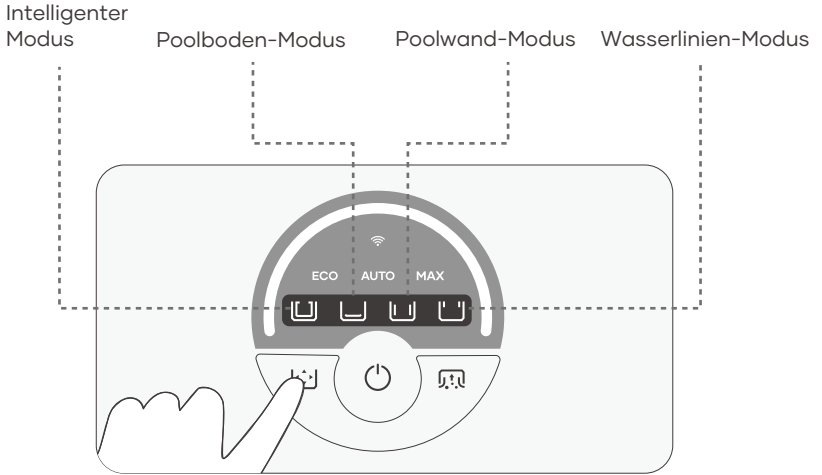 Intelligenter
Modus
Poolboden-Modus
Poolwand-Modus
Wasserlinien-Modus
ECO
AUTO
MAX